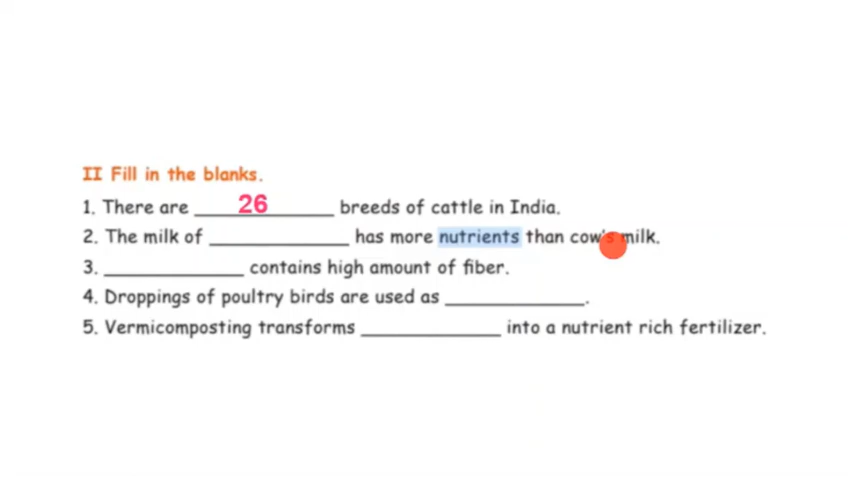 II Fill in the blanks.
1. There are ____26____ breeds of cattle in India.
2. The milk of ______________ has more nutrients than cow's milk.
3. ______________ contains high amount of fiber.
4. Droppings of poultry birds are used as ______________.
5. Vermicomposting transforms ______________ into a nutrient rich fertilizer.